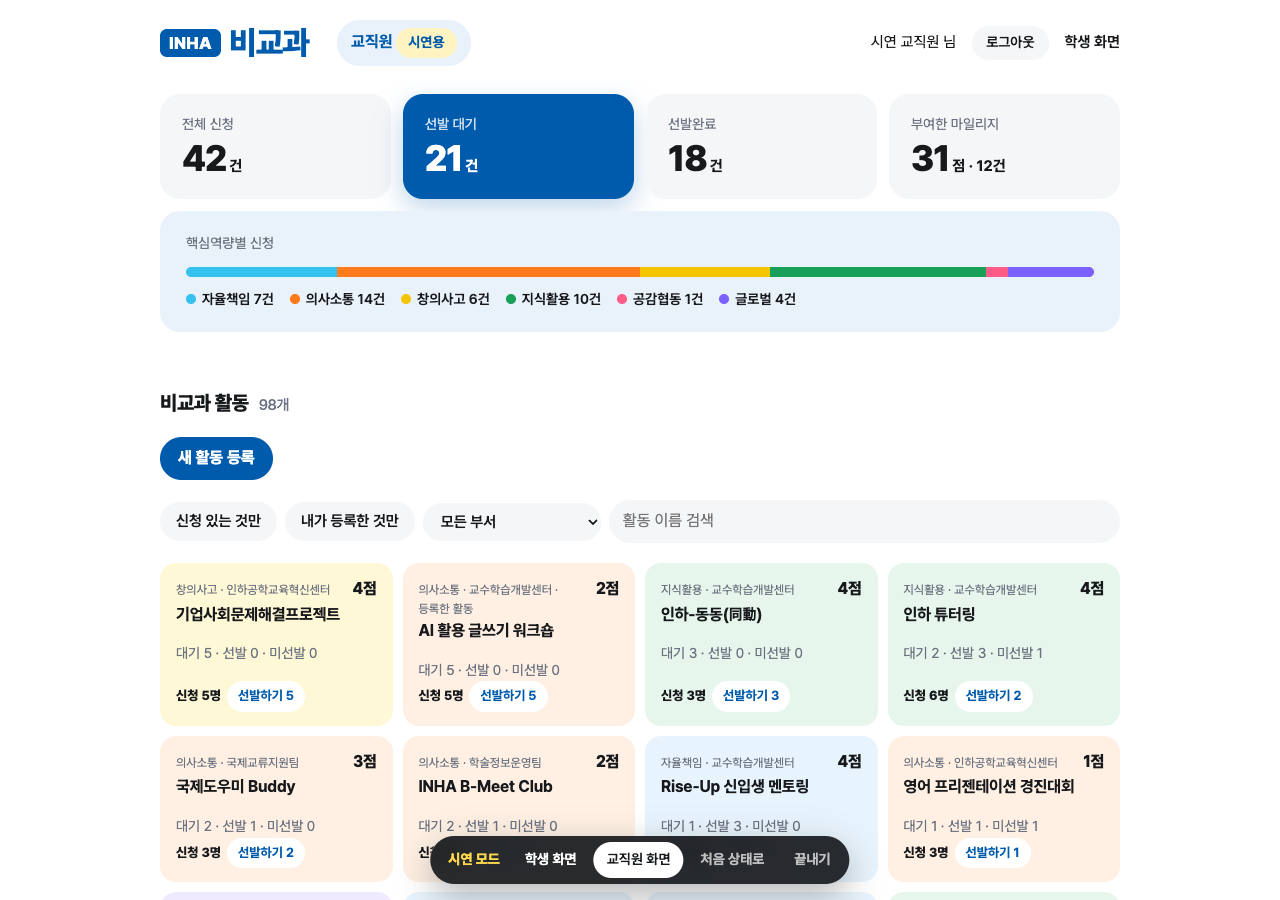 INHA 비교과 교직원 시연용 시연 교직원 님 로그아웃 학생 화면
전체 신청 선발 대기 선발완료 부여한 마일리지
42건 21건 18건 31점 · 12건
핵심역량별 신청
자율책임 7건 의사소통 14건 창의사고 6건 지식활용 10건 공감협동 1건 글로벌 4건
비교과 활동 98개
새 활동 등록
신청 있는 것만 내가 등록한 것만 모든 부서 활동 이름 검색
창의사고 · 인하공학교육혁신센터 4점
기업사회문제해결프로젝트
대기 5 · 선발 0 · 미선발 0
신청 5명 선발하기 5
의사소통 · 교수학습개발센터 · 2점
등록한 활동
AI 활용 글쓰기 워크숍
대기 5 · 선발 0 · 미선발 0
신청 5명 선발하기 5
지식활용 · 교수학습개발센터 4점
인하-동동(同動)
대기 3 · 선발 0 · 미선발 0
신청 3명 선발하기 3
지식활용 · 교수학습개발센터 4점
인하 튜터링
대기 2 · 선발 3 · 미선발 1
신청 6명 선발하기 2
의사소통 · 국제교류지원팀 3점
국제도우미 Buddy
대기 2 · 선발 1 · 미선발 0
신청 3명 선발하기 2
의사소통 · 학술정보운영팀 2점
INHA B-Meet Club
대기 2 · 선발 1 · 미선발 0
자율책임 · 교수학습개발센터 4점
Rise-Up 신입생 멘토링
대기 1 · 선발 3 · 미선발 0
의사소통 · 인하공학교육혁신센터 1점
영어 프리젠테이션 경진대회
대기 1 · 선발 1 · 미선발 1
신청 3명 선발하기 1
시연 모드 학생 화면 교직원 화면 처음 상태로 끝내기